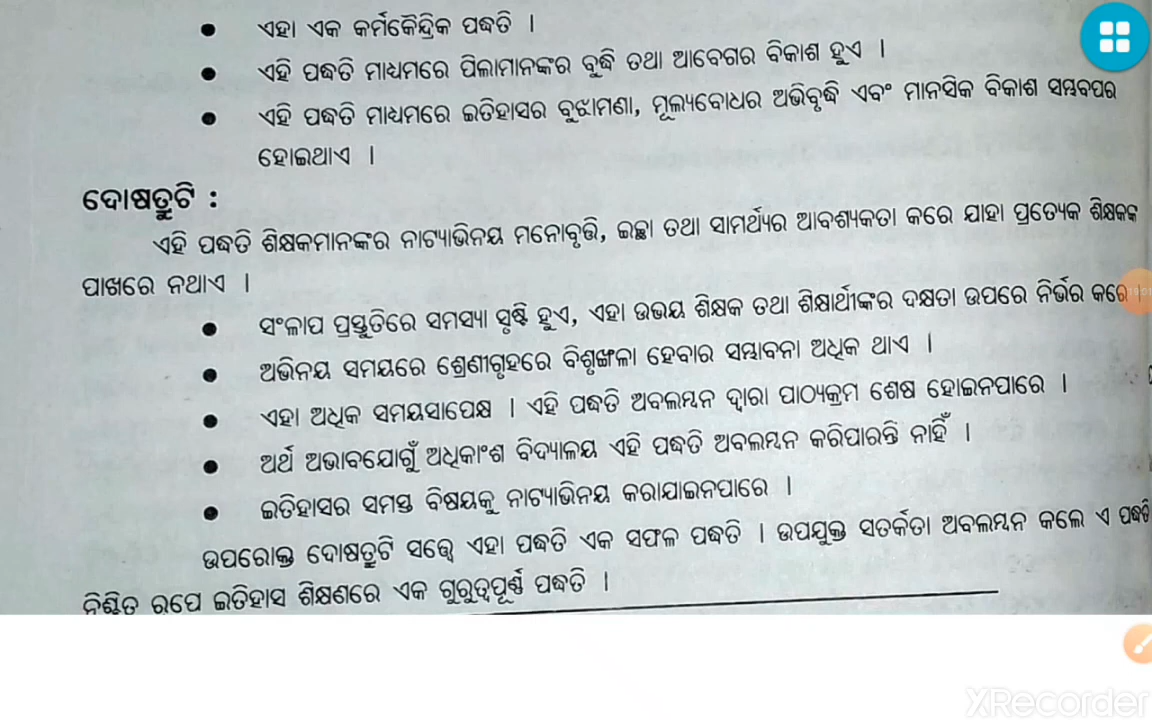 • ଏହା ଏକ କର୍ମକୈନ୍ଦ୍ରିକ ପଦ୍ଧତି ।
• ଏହି ପଦ୍ଧତି ମାଧ୍ୟମରେ ପିଲାମାନଙ୍କର ବୁଦ୍ଧି ତଥା ଆବେଗର ବିକାଶ ହୁଏ ।
• ଏହି ପଦ୍ଧତି ମାଧ୍ୟମରେ ଇତିହାସର ବୁଝାମଣା, ମୂଲ୍ୟବୋଧର ଅଭିବୃଦ୍ଧି ଏବଂ ମାନସିକ ବିକାଶ ସମ୍ଭବପର
ହୋଇଥାଏ ।
ଦୋଷତ୍ରୁଟି :
ଏହି ପଦ୍ଧତି ଶିକ୍ଷକମାନଙ୍କର ନାଟ୍ୟାଭିନୟ ମନୋବୃତ୍ତି, ଇଚ୍ଛା ତଥା ସାମର୍ଥ୍ୟର ଆବଶ୍ୟକତା କରେ ଯାହା ପ୍ରତ୍ୟେକ ଶିକ୍ଷକଙ୍କ
ପାଖରେ ନଥାଏ ।
• ସଂଳାପ ପ୍ରସ୍ତୁତିରେ ସମସ୍ୟା ସୃଷ୍ଟି ହୁଏ, ଏହା ଉଭୟ ଶିକ୍ଷକ ତଥା ଶିକ୍ଷାର୍ଥୀଙ୍କର ଦକ୍ଷତା ଉପରେ ନିର୍ଭର କରେ
• ଅଭିନୟ ସମୟରେ ଶ୍ରେଣୀଗୃହରେ ବିଶୃଙ୍ଖଳା ହେବାର ସମ୍ଭାବନା ଅଧିକ ଥାଏ ।
• ଏହା ଅଧିକ ସମୟସାପେକ୍ଷ । ଏହି ପଦ୍ଧତି ଅବଲମ୍ବନ ଦ୍ୱାରା ପାଠ୍ୟକ୍ରମ ଶେଷ ହୋଇନପାରେ ।
• ଅର୍ଥ ଅଭାବଯୋଗୁଁ ଅଧିକାଂଶ ବିଦ୍ୟାଳୟ ଏହି ପଦ୍ଧତି ଅବଲମ୍ବନ କରିପାରନ୍ତି ନାହିଁ ।
• ଇତିହାସର ସମସ୍ତ ବିଷୟକୁ ନାଟ୍ୟାଭିନୟ କରାଯାଇନପାରେ ।
ଉପରୋକ୍ତ ଦୋଷତ୍ରୁଟି ସତ୍ତ୍ୱେ ଏହା ପଦ୍ଧତି ଏକ ସଫଳ ପଦ୍ଧତି । ଉପଯୁକ୍ତ ସତର୍କତା ଅବଲମ୍ବନ କଲେ ଏ ପଦ୍ଧତି
ନିଶ୍ଚିତ ରୂପେ ଇତିହାସ ଶିକ୍ଷଣରେ ଏକ ଗୁରୁତ୍ୱପୂର୍ଣ୍ଣ ପଦ୍ଧତି ।
XRecorder